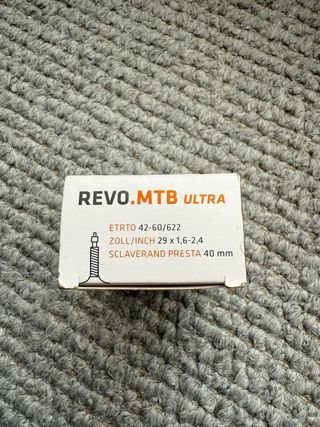 REVO.MTB ULTRA
ETRTO 42-60/622
ZOLL/INCH 29 x 1,6-2,4
SCLAVERAND PRESTA 40 mm